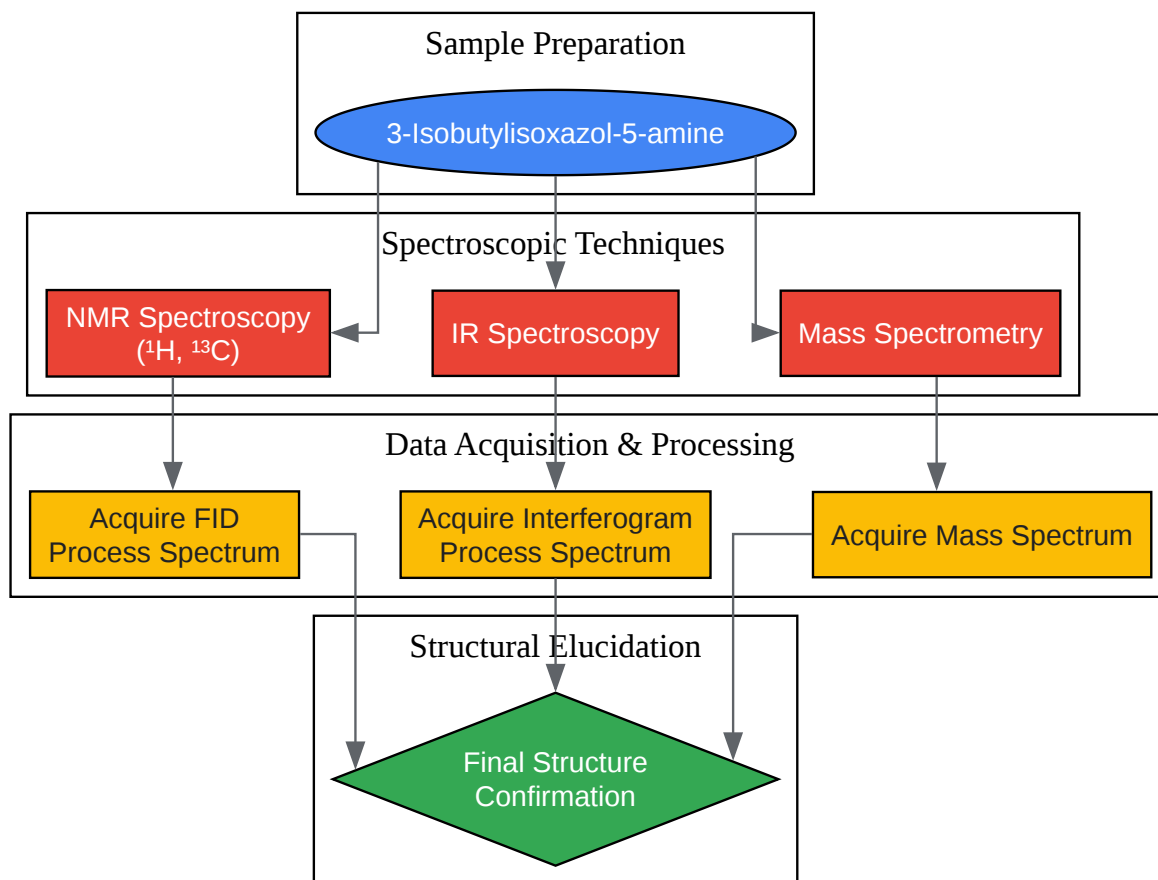 Sample Preparation
3-Isobutylisoxazol-5-amine
Spectroscopic Techniques
NMR Spectroscopy
(¹H, ¹³C)
IR Spectroscopy
Mass Spectrometry
Data Acquisition & Processing
Acquire FID
Process Spectrum
Acquire Interferogram
Process Spectrum
Acquire Mass Spectrum
Structural Elucidation
Final Structure
Confirmation